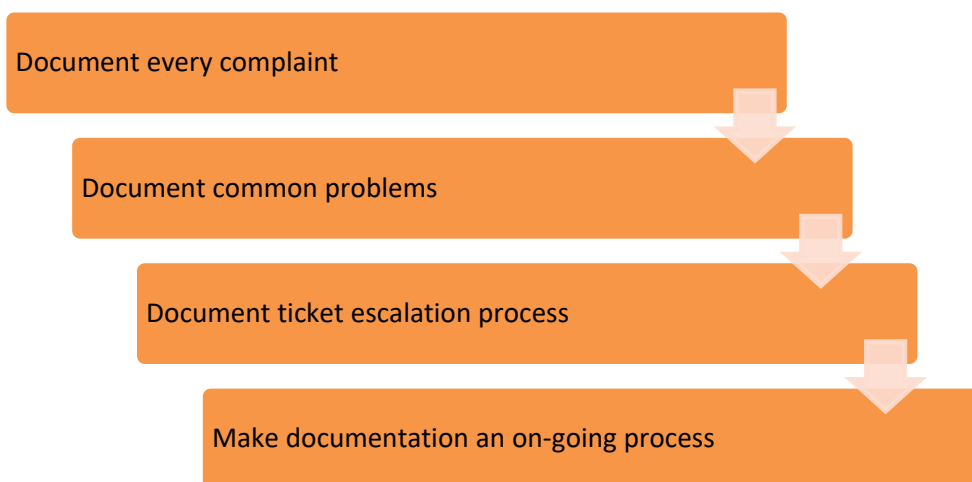 Document every complaint
Document common problems
Document ticket escalation process
Make documentation an on-going process